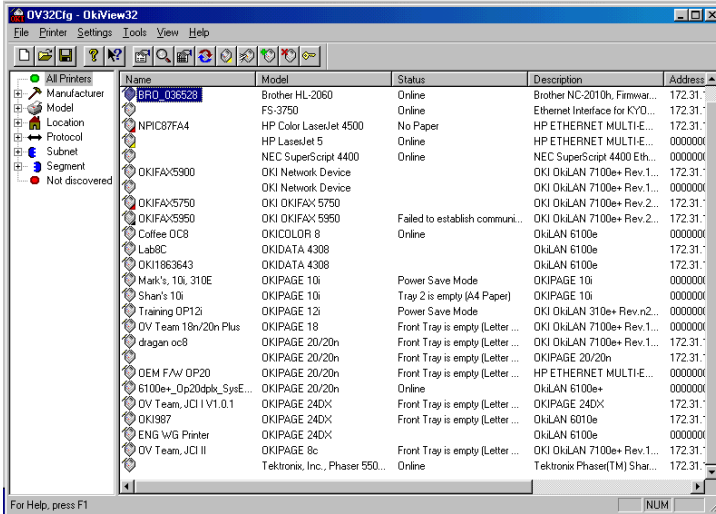 OV32Cfg - OkiView32
File Printer Settings Tools View Help
All Printers
Manufacturer
Model
Location
Protocol
Subnet
Segment
Not discovered
Name Model Status Description Address
BRO_036528 Brother HL-2060 Online Brother NC-2010h, Firmwar... 172.31.
FS-3750 Online Ethernet Interface for KYO... 172.31.
NPIC87FA4 HP Color LaserJet 4500 No Paper HP ETHERNET MULTI-E... 172.31.
HP LaserJet 5 Online HP ETHERNET MULTI-E... 0000000
NEC SuperScript 4400 Online NEC SuperScript 4400 Eth... 0000000
OKIFAX5900 OKI Network Device OKI OkiLAN 7100e+ Rev.1... 172.31.
OKI Network Device OKI OkiLAN 7100e+ Rev.1... 0000000
OKIFAX5750 OKI OKIFAX 5750 OKI OkiLAN 7100e+ Rev.2... 172.31.
OKIFAX5950 OKI OKIFAX 5950 Failed to establish communi... OKI OkiLAN 7100e+ Rev.2... 172.31.
Coffee OC8 OKICOLOR 8 Online OkiLAN 6100e 0000000
Lab8C OKIDATA 4308 OkiLAN 6100e 172.31.
OKI1863643 OKIDATA 4308 OkiLAN 6100e 172.31.
Mark's, 10i, 310E OKIPAGE 10i Power Save Mode OKIPAGE 10i 0000000
Shan's 10i OKIPAGE 10i Tray 2 is empty (A4 Paper) OKIPAGE 10i 0000000
Training OP12i OKIPAGE 12i Power Save Mode OKI OkiLAN 310e+ Rev.n2... 0000000
OV Team 18n/20n Plus OKIPAGE 18 Front Tray is empty (Letter ... OKI OkiLAN 7100e+ Rev.1... 172.31.
dragan oc8 OKIPAGE 20/20n Front Tray is empty (Letter ... OKI OkiLAN 7100e+ Rev.1... 172.31.
OKIPAGE 20/20n Front Tray is empty (Letter ... OKIPAGE 20/20n 172.31.
OEM F/W OP20 OKIPAGE 20/20n Front Tray is empty (Letter ... HP ETHERNET MULTI-E... 0000000
6100e+_Op20dplx_SysE... OKIPAGE 20/20n Online OkiLAN 6100e+ 0000000
OV Team, JCI I V1.0.1 OKIPAGE 24DX Front Tray is empty (Letter ... OKIPAGE 24DX 172.31.
OKI987 OKIPAGE 24DX Front Tray is empty (Letter ... OkiLAN 6010e 172.31.
ENG WG Printer OKIPAGE 24DX OkiLAN 6100e 0000000
OV Team, JCI II OKIPAGE 8c Front Tray is empty (Letter ... OKI OkiLAN 7100e+ Rev.1... 172.31.
Tektronix, Inc., Phaser 550... Online Tektronix Phaser(TM) Shar... 172.31.
For Help, press F1 NUM